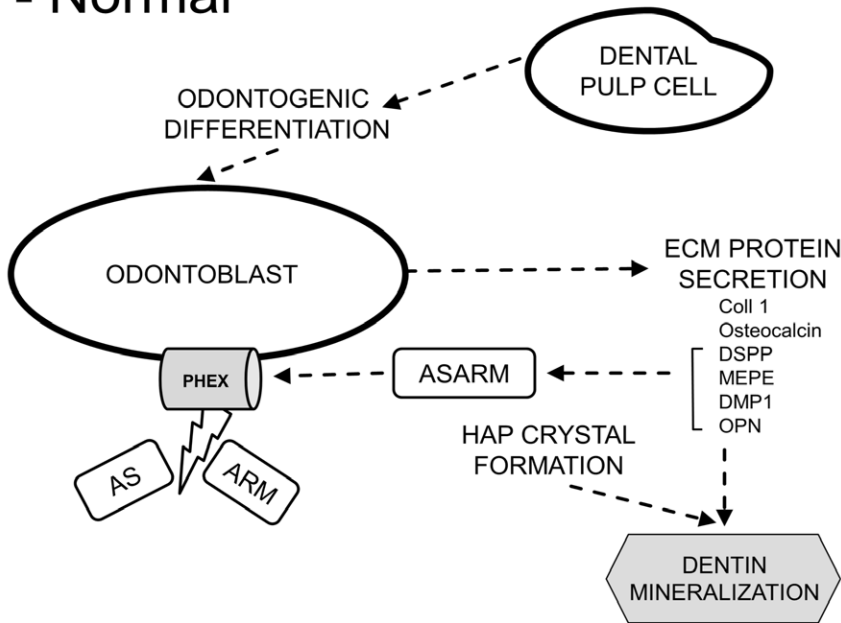 - Normal
DENTAL
PULP CELL
ODONTOGENIC
DIFFERENTIATION
ODONTOBLAST
ECM PROTEIN
SECRETION
Coll 1
Osteocalcin
DSPP
MEPE
DMP1
OPN
ASARM
PHEX
AS
ARM
HAP CRYSTAL
FORMATION
DENTIN
MINERALIZATION